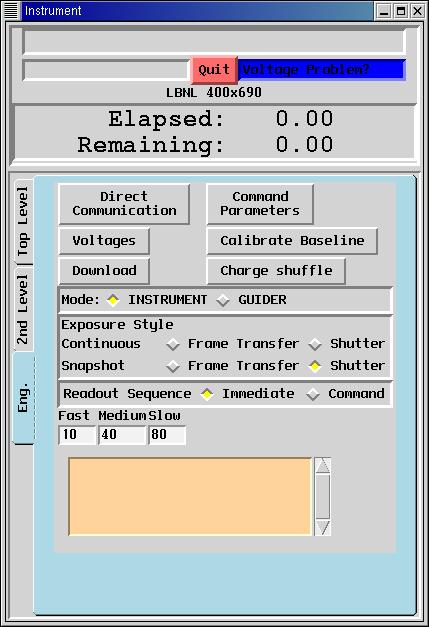 Instrument
Quit Voltage Problem?
LBNL 400x690
Elapsed: 0.00
Remaining: 0.00
Top Level
2nd Level
Eng.
Direct Communication
Command Parameters
Voltages
Calibrate Baseline
Download
Charge shuffle
Mode: INSTRUMENT GUIDER
Exposure Style
Continuous Frame Transfer Shutter
Snapshot Frame Transfer Shutter
Readout Sequence Immediate Command
Fast Medium Slow
10 40 80